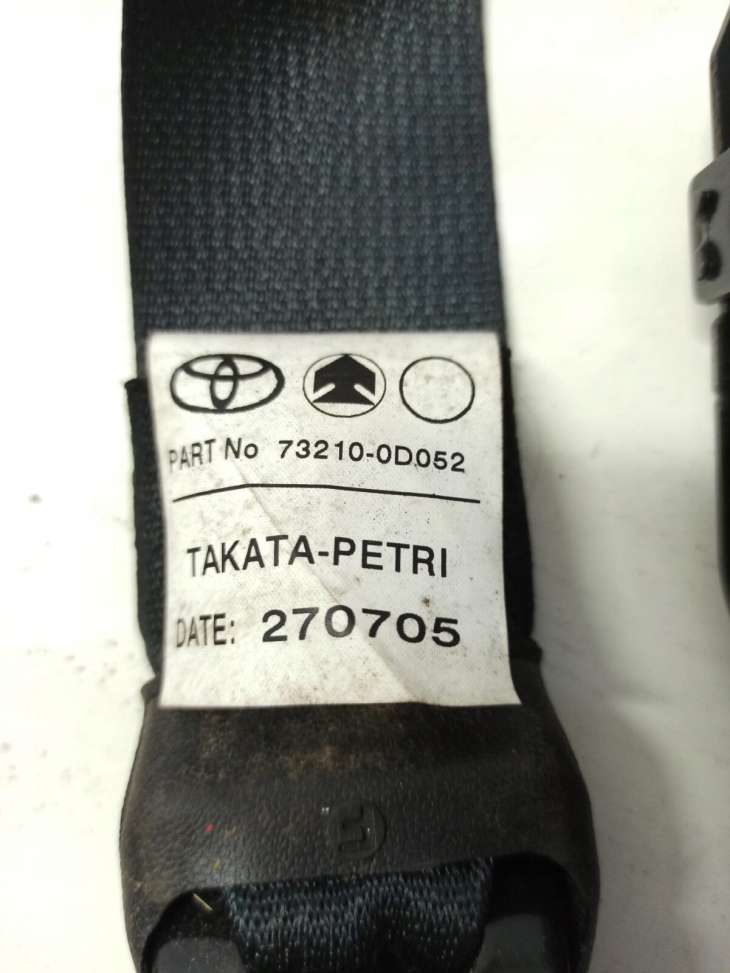 PART No 73210-0D052
TAKATA-PETRI
DATE: 270705